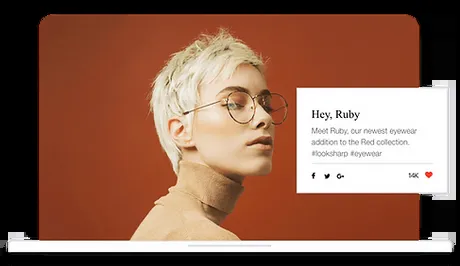 Hey, Ruby
Meet Ruby, our newest eyewear
addition to the Red collection.
#looksharp #eyewear
14K